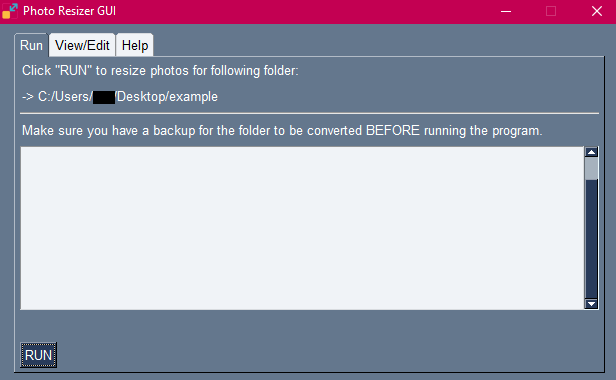 Photo Resizer GUI
Run View/Edit Help
Click "RUN" to resize photos for following folder:
-> C:/Users/ /Desktop/example
Make sure you have a backup for the folder to be converted BEFORE running the program.
RUN